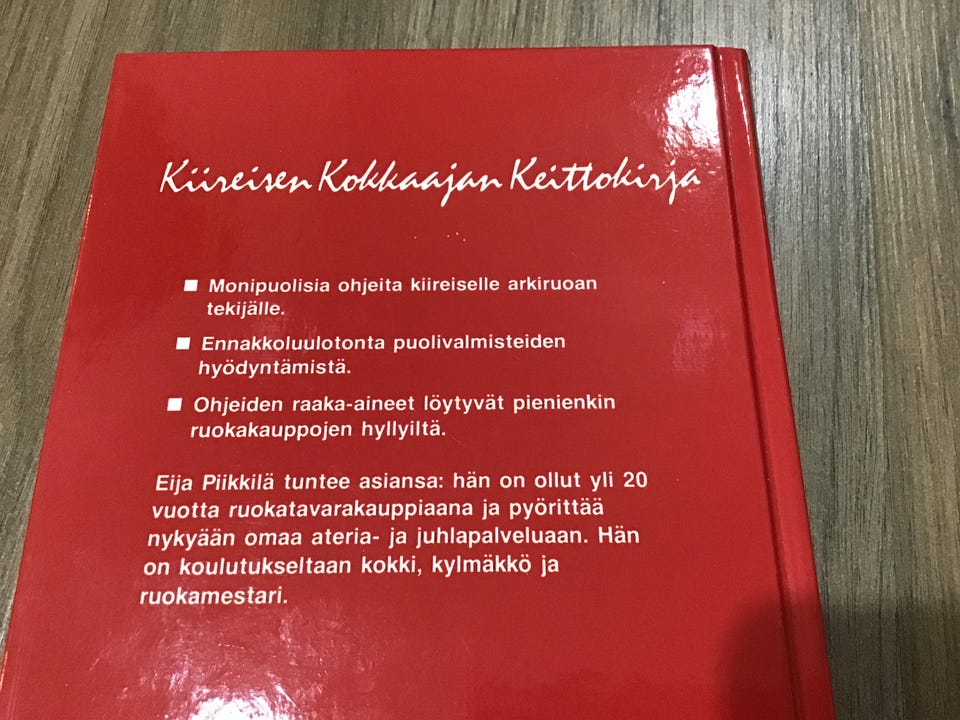 Kiireisen Kokkaajan Keittokirja
■ Monipuolisia ohjeita kiireiselle arkiruoan
tekijälle.
■ Ennakkoluulotonta puolivalmisteiden
hyödyntämistä.
■ Ohjeiden raaka-aineet löytyvät pienienkin
ruokakauppojen hyllyiltä.
Eija Piikkilä tuntee asiansa: hän on ollut yli 20
vuotta ruokatavarakauppiaana ja pyörittää
nykyään omaa ateria- ja juhlapalveluaan. Hän
on koulutukseltaan kokki, kylmäkkö ja
ruokamestari.